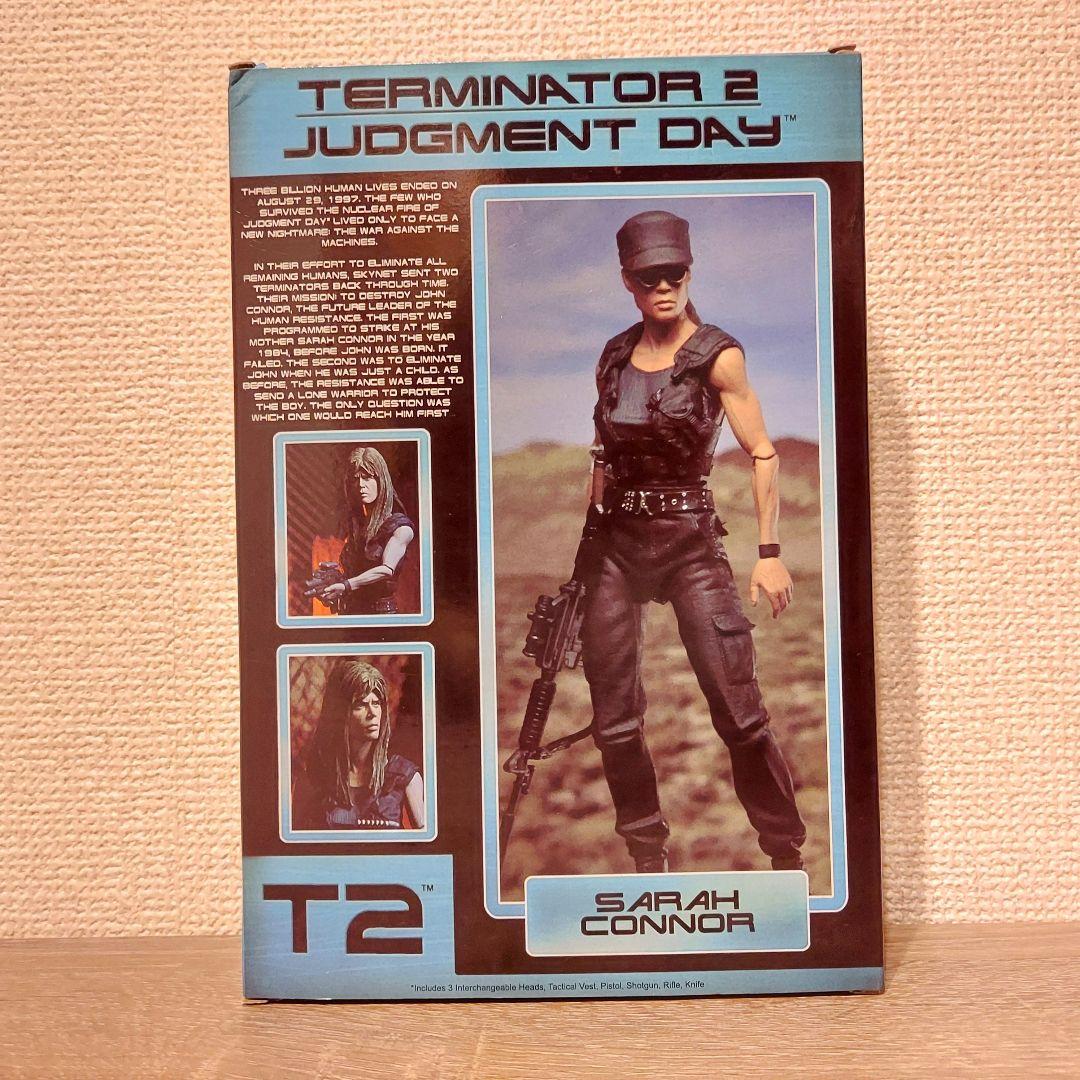 TERMINATOR 2
JUDGMENT DAY™
THREE BILLION HUMAN LIVES ENDED ON
AUGUST 29, 1997. THE FEW WHO
SURVIVED THE NUCLEAR FIRE OF
JUDGMENT DAY" LIVED ONLY TO FACE A
NEW NIGHTMARE: THE WAR AGAINST THE
MACHINES.
IN THEIR EFFORT TO ELIMINATE ALL
REMAINING HUMANS, SKYNET SENT TWO
TERMINATORS BACK THROUGH TIME.
THEIR MISSION: TO DESTROY JOHN
CONNOR, THE FUTURE LEADER OF THE
HUMAN RESISTANCE. THE FIRST WAS
PROGRAMMED TO STRIKE AT HIS
MOTHER SARAH CONNOR IN THE YEAR
1984, BEFORE JOHN WAS BORN. IT
FAILED. THE SECOND WAS TO ELIMINATE
JOHN WHEN HE WAS JUST A CHILD. AS
BEFORE, THE RESISTANCE WAS ABLE TO
SEND A LONE WARRIOR TO PROTECT
THE BOY. THE ONLY QUESTION WAS
WHICH ONE WOULD REACH HIM FIRST...
T2™
SARAH
CONNOR
*Includes 3 Interchangeable Heads, Tactical Vest, Pistol, Shotgun, Rifle, Knife